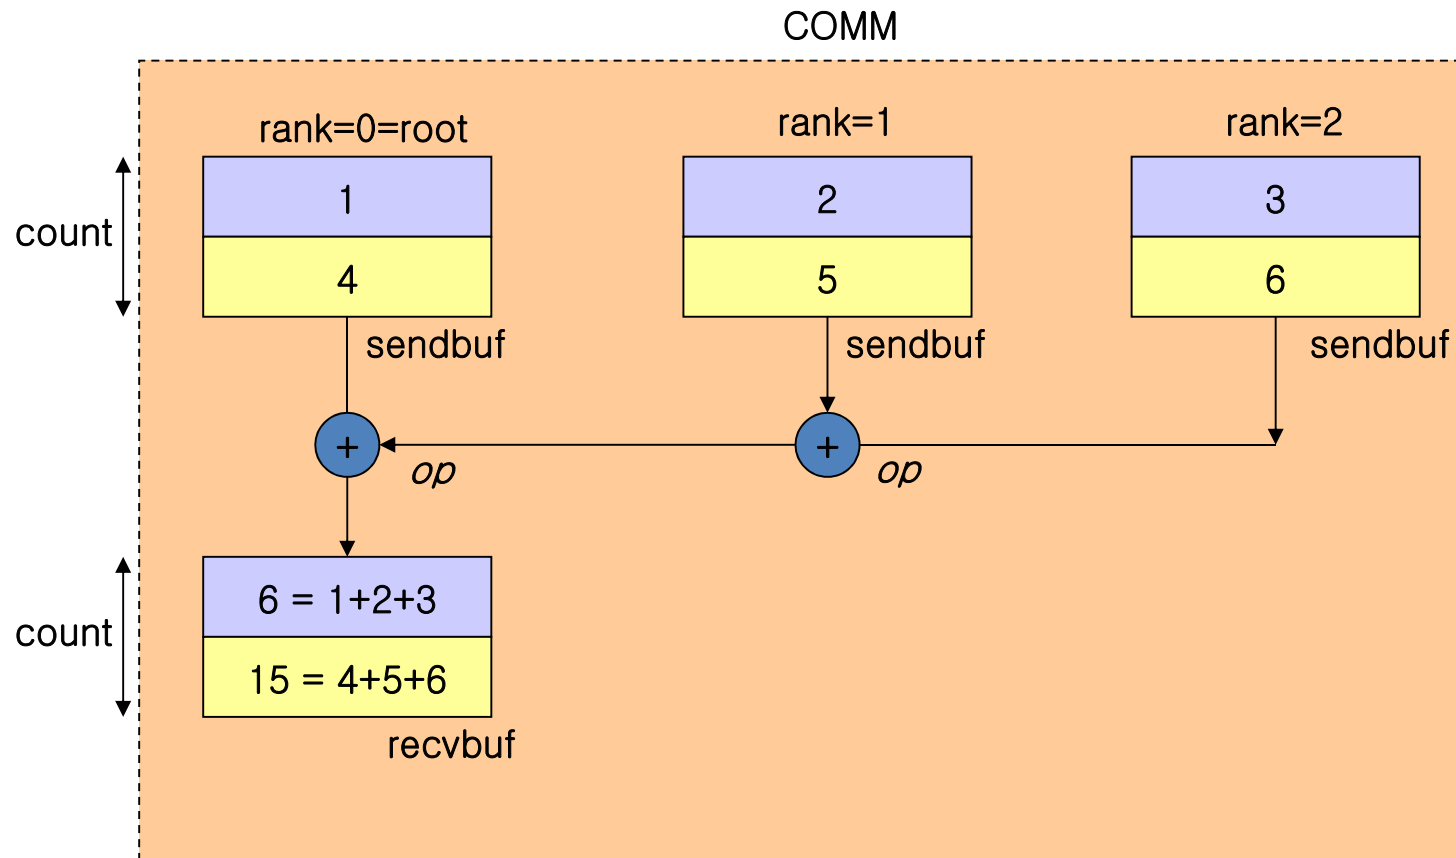 COMM
rank=0=root
rank=1
rank=2
count
1
2
3
4
5
6
sendbuf
sendbuf
sendbuf
+
+
op
op
count
6 = 1+2+3
15 = 4+5+6
recvbuf